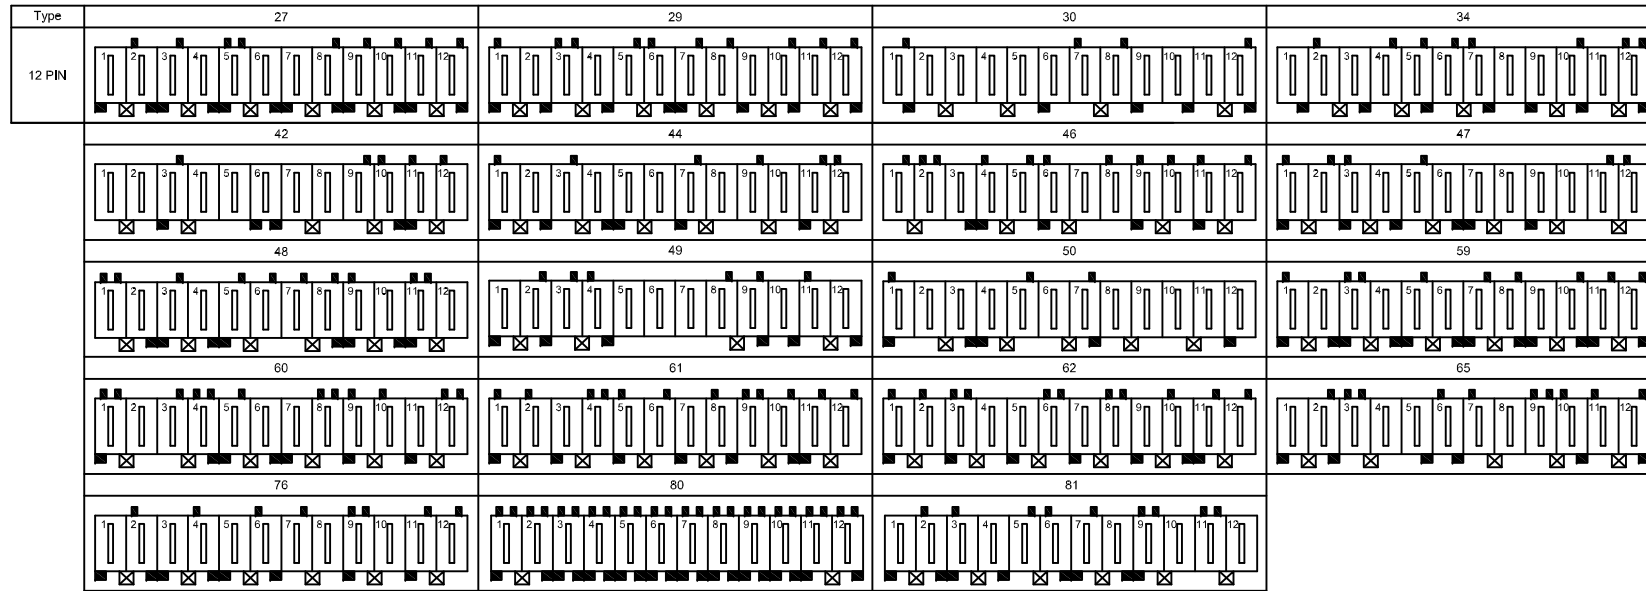 Type 27 29 30 34
12 PIN
1 2 3 4 5 6 7 8 9 10 11 12 1 2 3 4 5 6 7 8 9 10 11 12 1 2 3 4 5 6 7 8 9 10 11 12 1 2 3 4 5 6 7 8 9 10 11 12
42 44 46 47
1 2 3 4 5 6 7 8 9 10 11 12 1 2 3 4 5 6 7 8 9 10 11 12 1 2 3 4 5 6 7 8 9 10 11 12 1 2 3 4 5 6 7 8 9 10 11 12
48 49 50 59
1 2 3 4 5 6 7 8 9 10 11 12 1 2 3 4 5 6 7 8 9 10 11 12 1 2 3 4 5 6 7 8 9 10 11 12 1 2 3 4 5 6 7 8 9 10 11 12
60 61 62 65
1 2 3 4 5 6 7 8 9 10 11 12 1 2 3 4 5 6 7 8 9 10 11 12 1 2 3 4 5 6 7 8 9 10 11 12 1 2 3 4 5 6 7 8 9 10 11 12
76 80 81
1 2 3 4 5 6 7 8 9 10 11 12 1 2 3 4 5 6 7 8 9 10 11 12 1 2 3 4 5 6 7 8 9 10 11 12